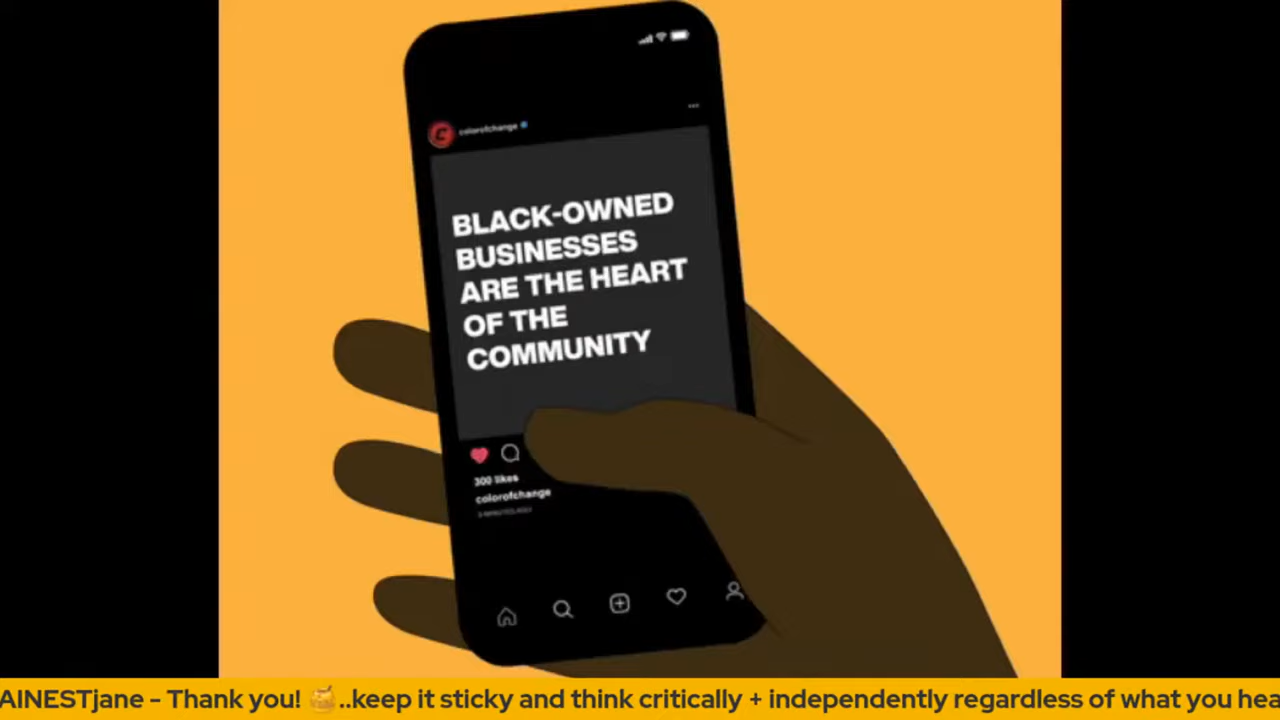 colorofchange
BLACK-OWNED
BUSINESSES
ARE THE HEART
OF THE
COMMUNITY
300 likes
colorofchange
AINESTjane - Thank you! 🍯..keep it sticky and think critically + independently regardless of what you hea